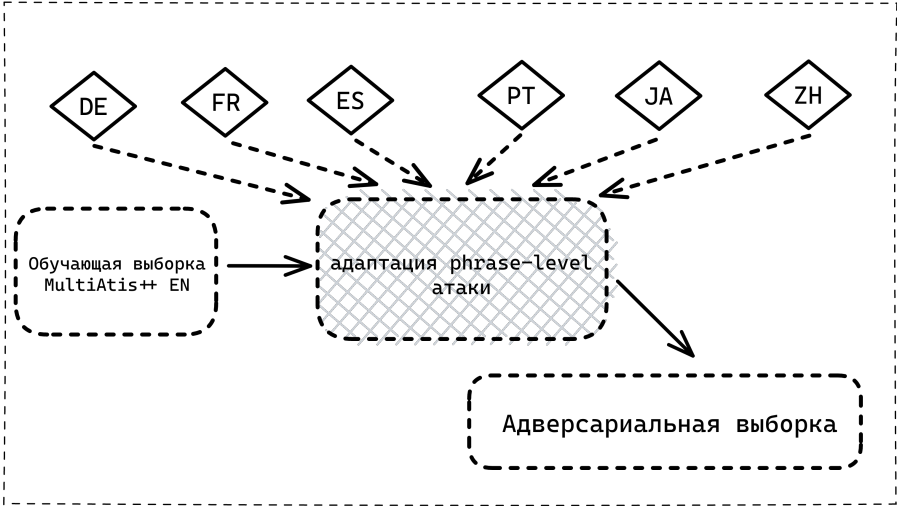 DE
FR
ES
PT
JA
ZH
Обучающая выборка
MultiAtis++ EN
адаптация phrase-level
атаки
Адверсариальная выборка